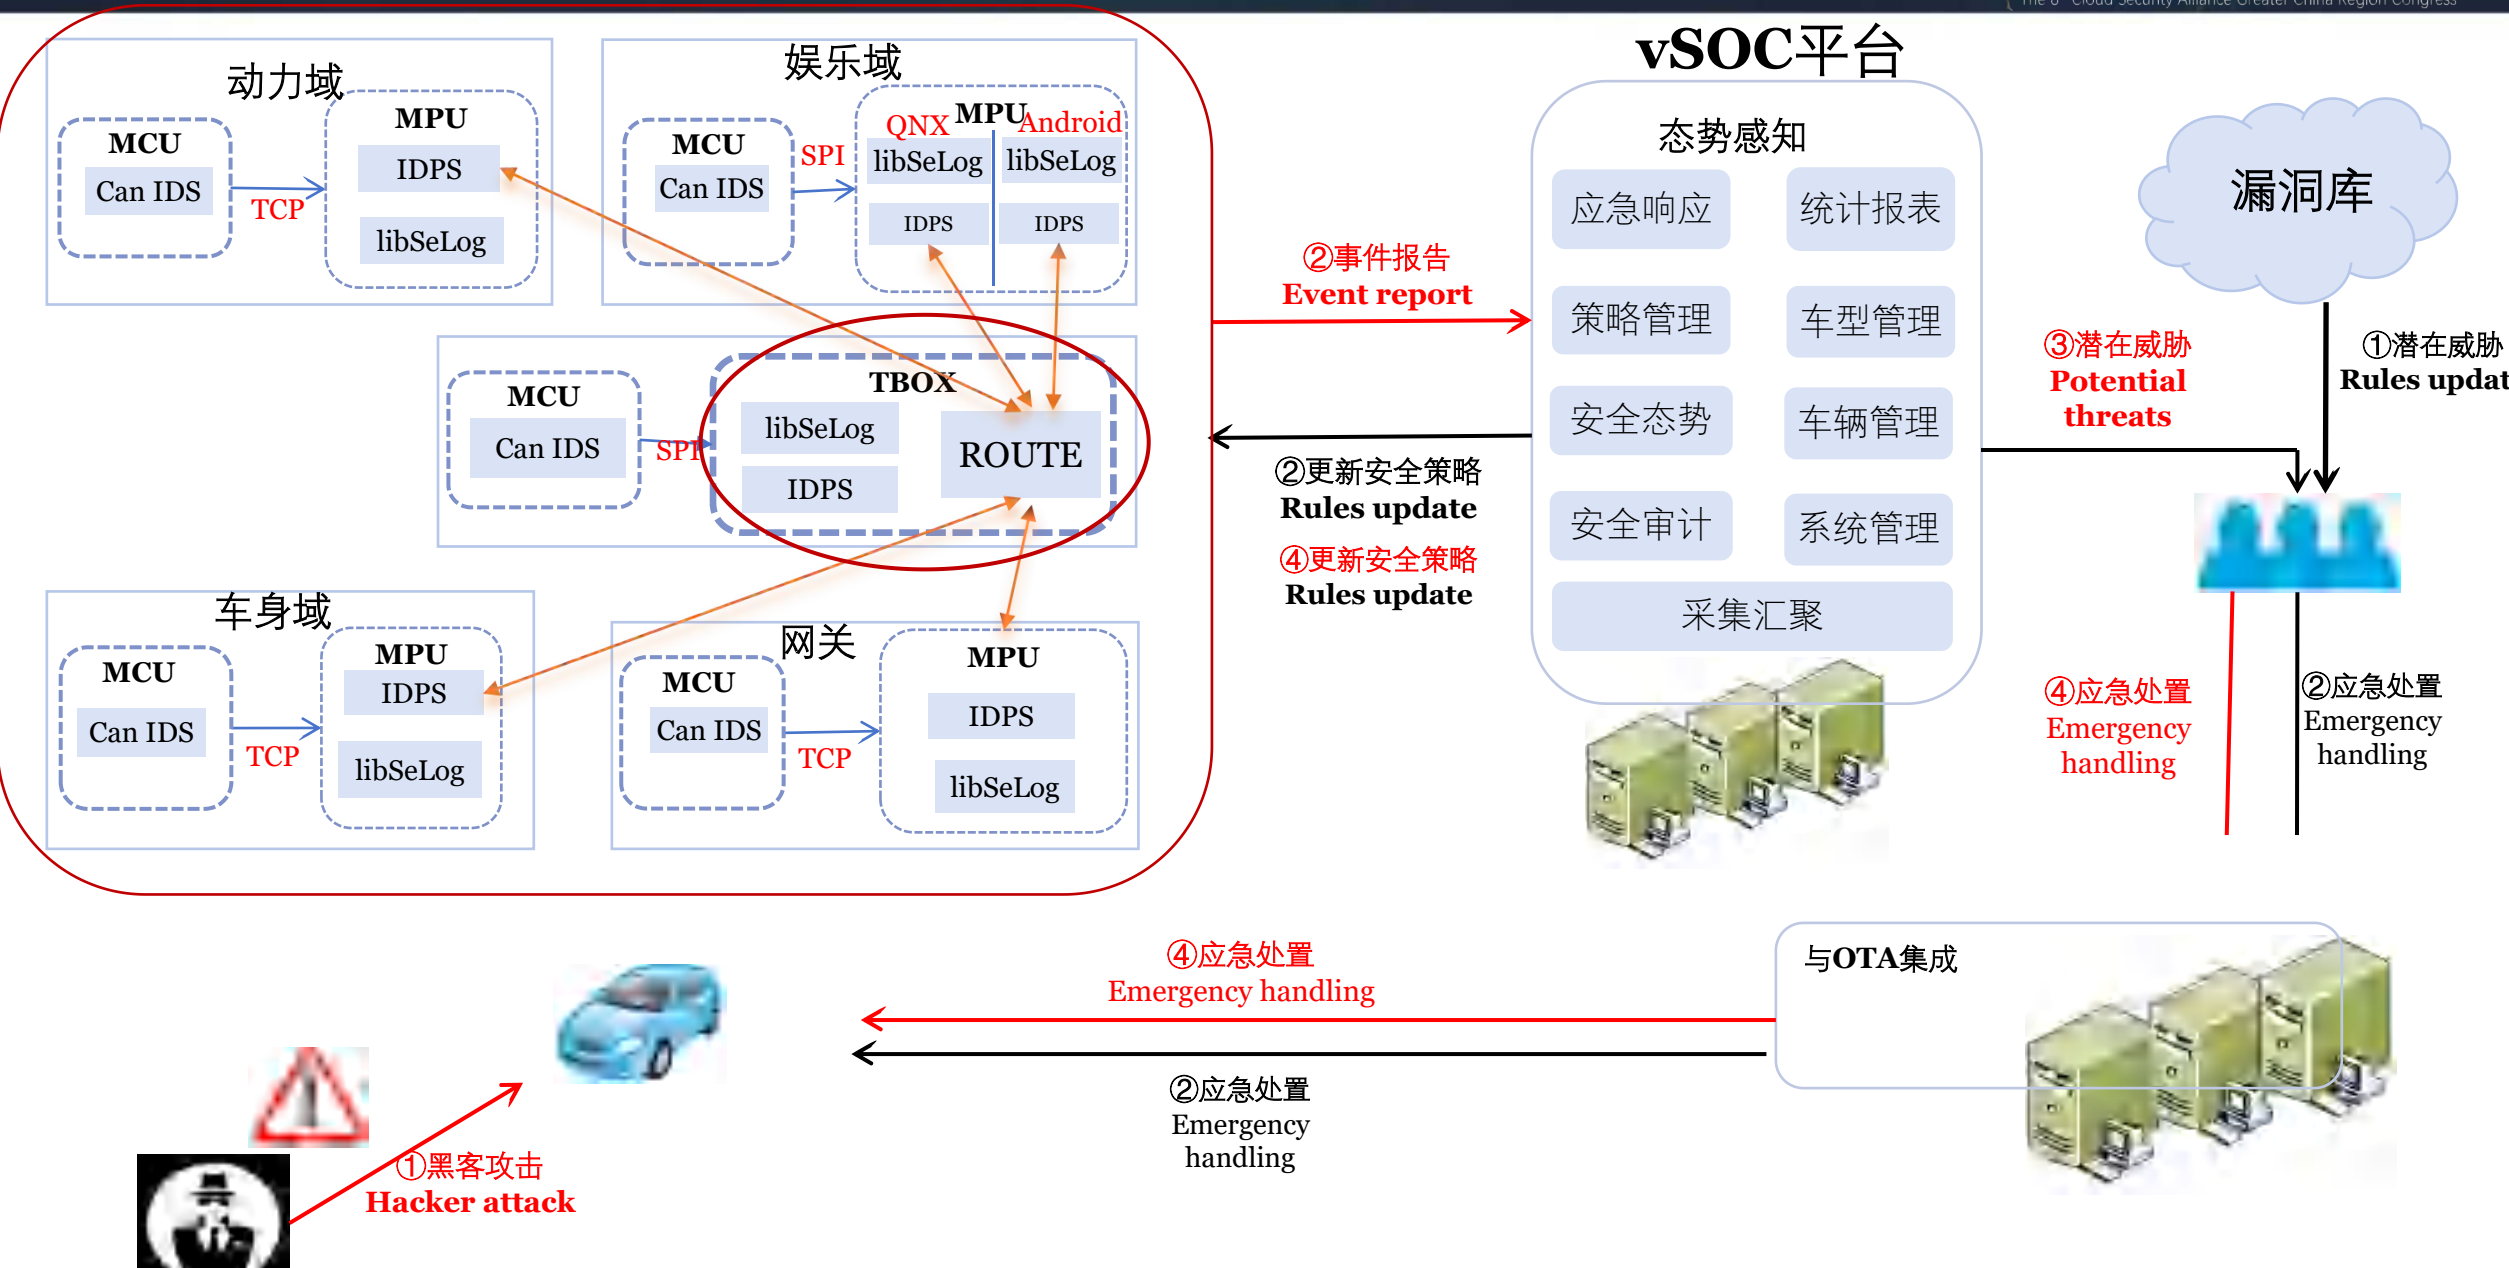 The 8th Cloud Security Alliance Greater China Region Congress
动力域
MCU
Can IDS
TCP
MPU
IDPS
libSeLog
娱乐域
MCU
Can IDS
SPI
MPU
QNX
Android
libSeLog
libSeLog
IDPS
IDPS
MCU
Can IDS
SPI
TBOX
libSeLog
IDPS
ROUTE
车身域
MCU
Can IDS
TCP
MPU
IDPS
libSeLog
网关
MCU
Can IDS
TCP
MPU
IDPS
libSeLog
②事件报告
Event report
②更新安全策略
Rules update
④更新安全策略
Rules update
vSOC平台
态势感知
应急响应
统计报表
策略管理
车型管理
安全态势
车辆管理
安全审计
系统管理
采集汇聚
漏洞库
③潜在威胁
Potential
threats
①潜在威胁
Rules updat
④应急处置
Emergency
handling
②应急处置
Emergency
handling
与OTA集成
④应急处置
Emergency handling
②应急处置
Emergency
handling
①黑客攻击
Hacker attack